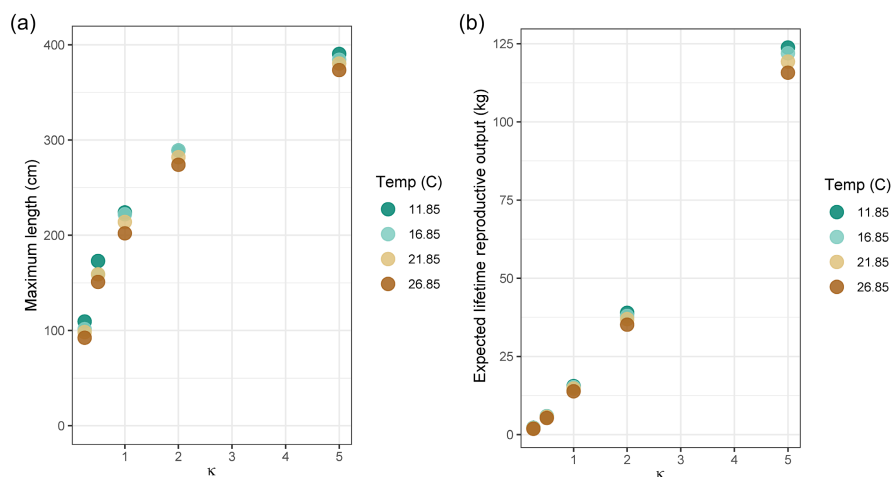 (a)
Maximum length (cm)
400
300
200
100
0
1 2 3 4 5
κ
Temp (C)
11.85
16.85
21.85
26.85
(b)
Expected lifetime reproductive output (kg)
125
100
75
50
25
0
1 2 3 4 5
κ
Temp (C)
11.85
16.85
21.85
26.85